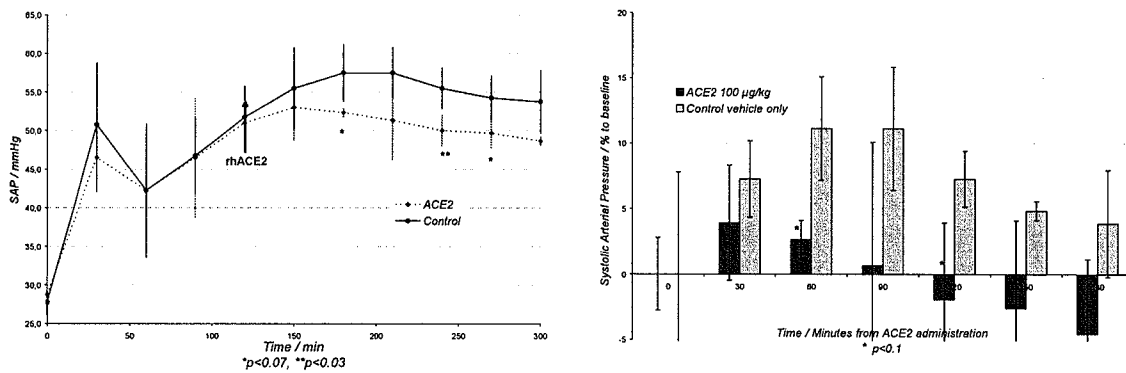 65,0
60,0
55,0
50,0
45,0
40,0
35,0
30,0
25,0
SAP / mmHg
rhACE2
ACE2
Control
*
**
*
0
50
100
150
200
250
300
Time / min
*p<0.07, **p<0.03
20
15
10
5
0
-5
Systolic Arterial Pressure / % to baseline
ACE2 100 µg/kg
Control vehicle only
*
*
0
30
60
90
Time / Minutes from ACE2 administration
* p<0.1